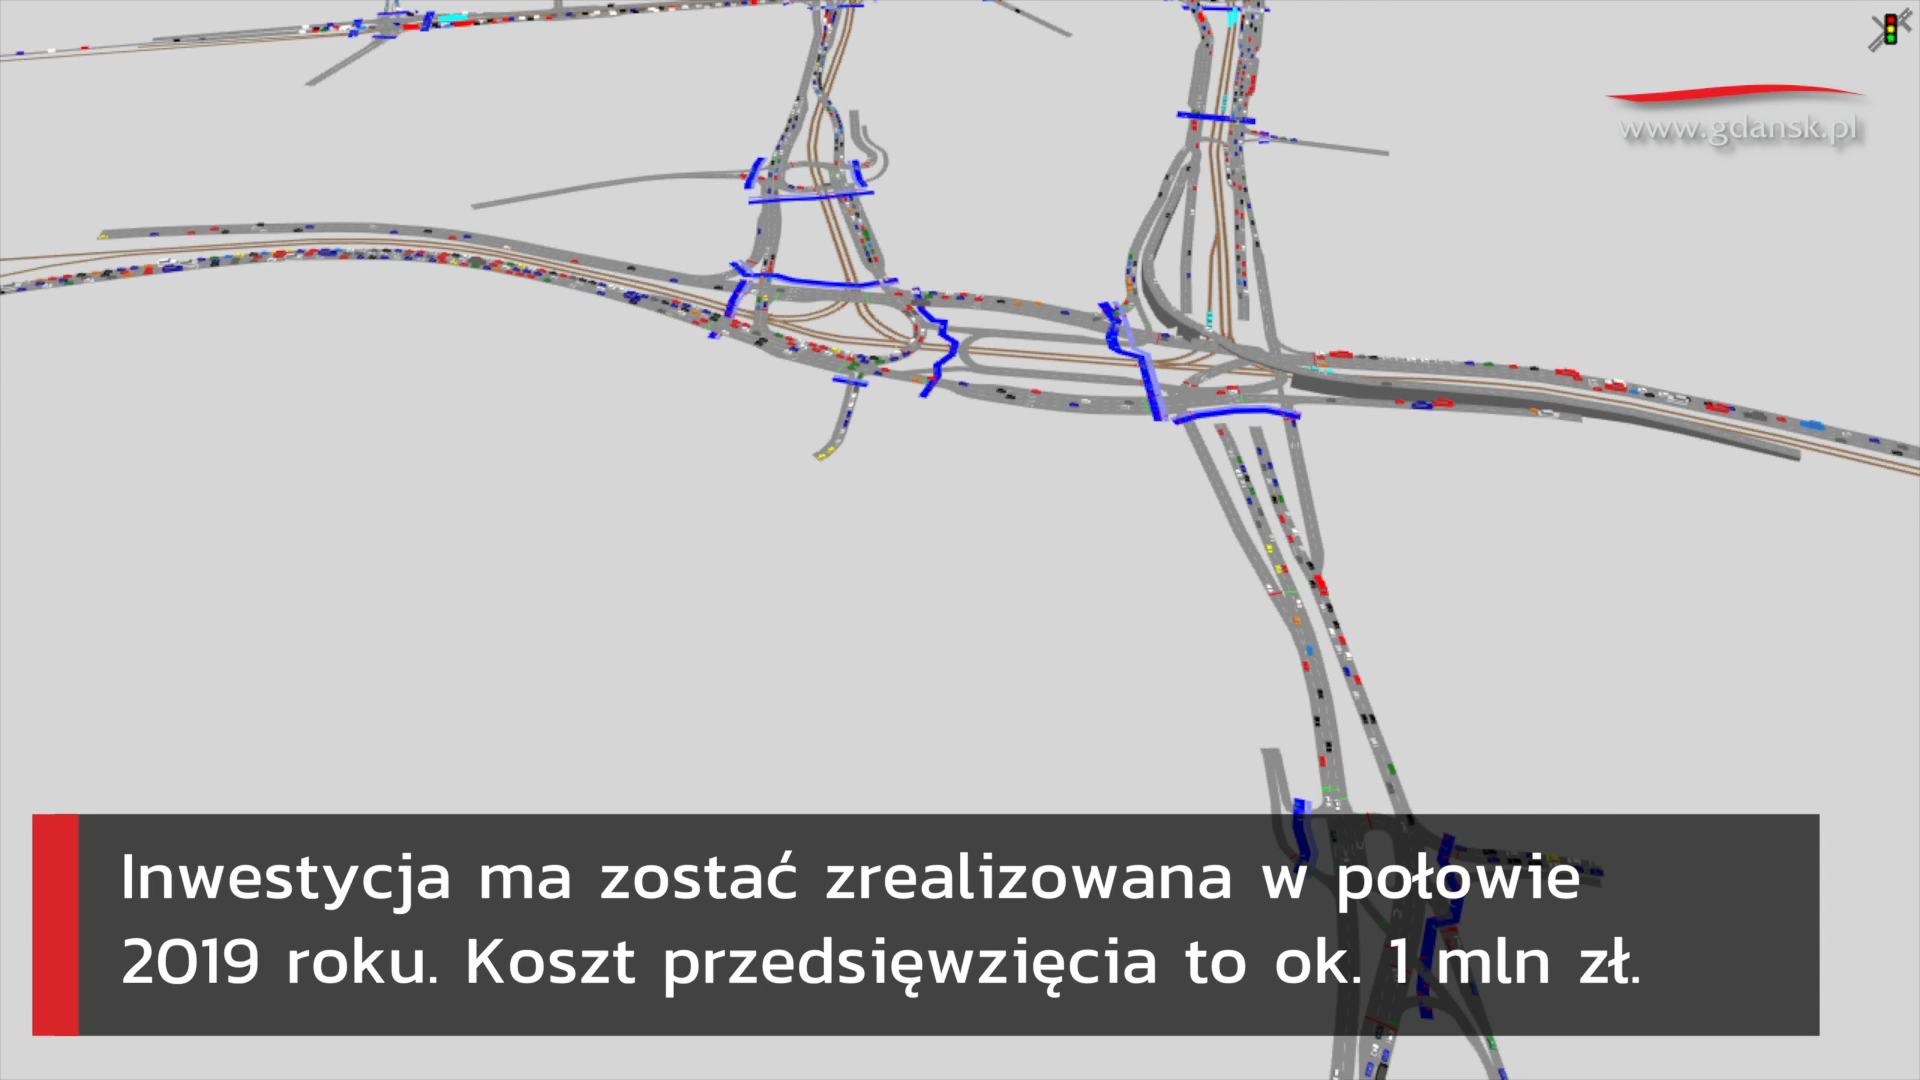 www.gdansk.pl
Inwestycja ma zostać zrealizowana w połowie
2019 roku. Koszt przedsięwzięcia to ok. 1 mln zł.